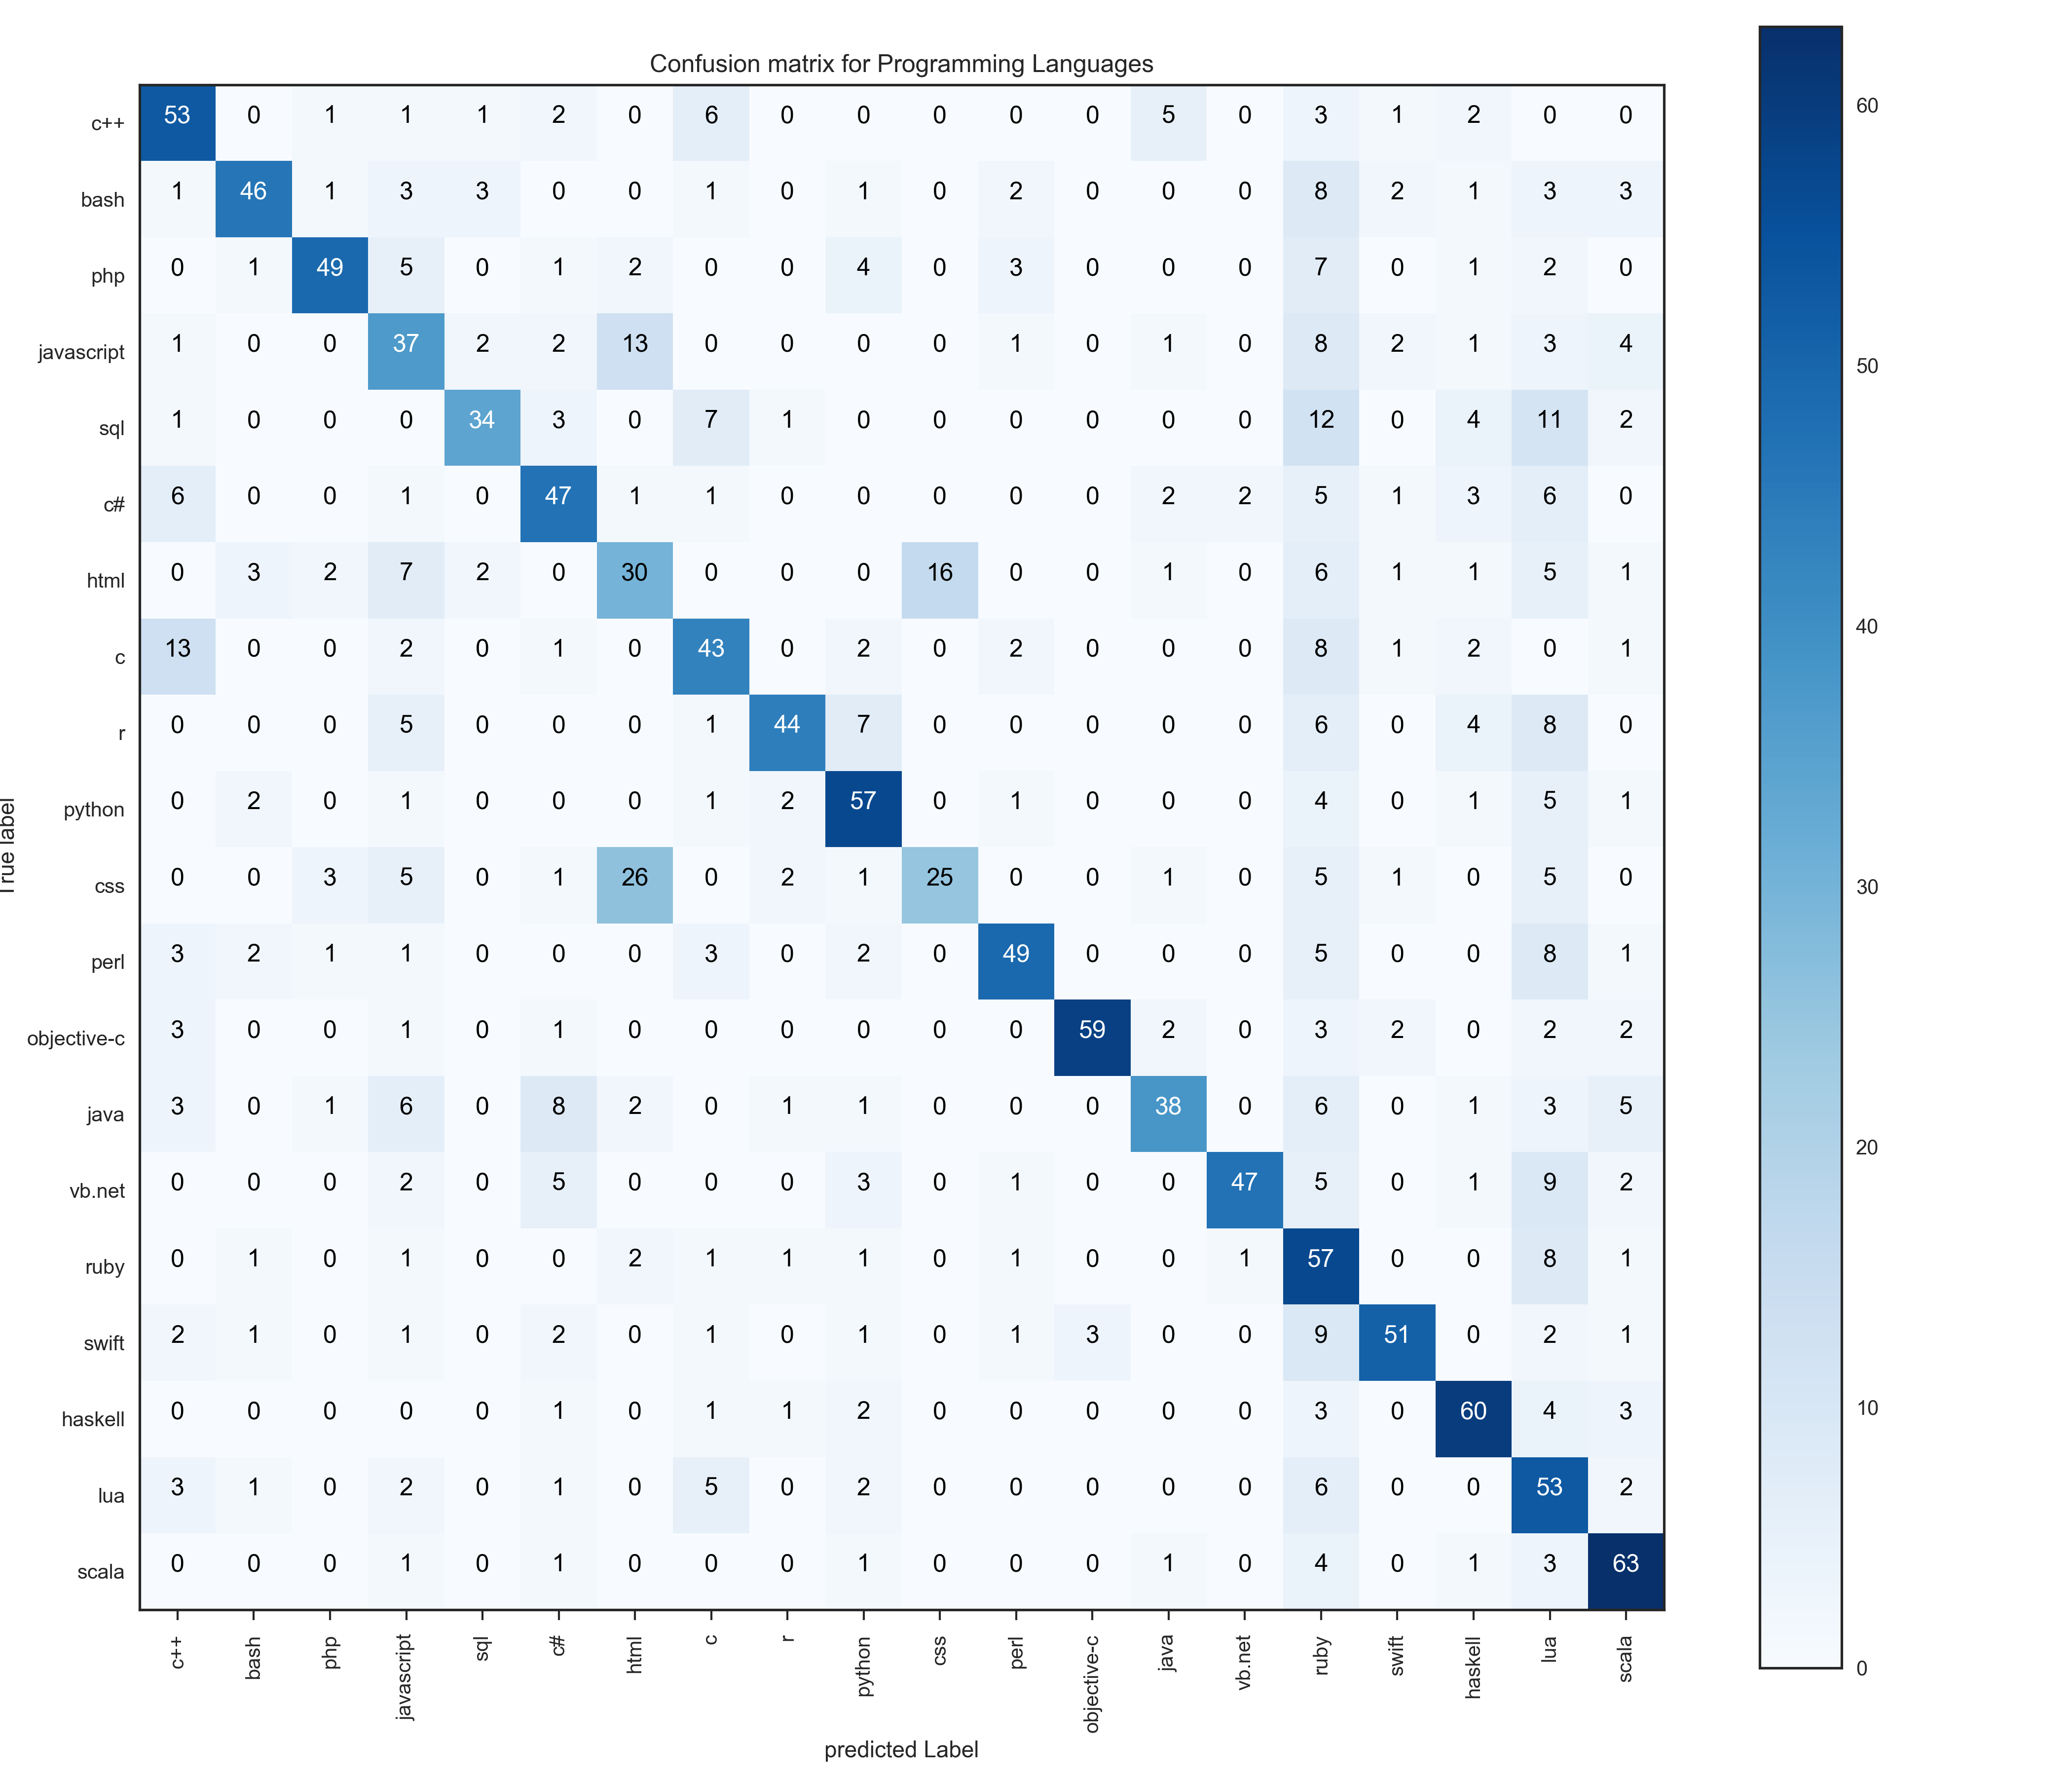 Confusion matrix for Programming Languages
c++ 53 0 1 1 1 2 0 6 0 0 0 0 0 5 0 3 1 2 0 0
bash 1 46 1 3 3 0 0 1 0 1 0 2 0 0 0 8 2 1 3 3
php 0 1 49 5 0 1 2 0 0 4 0 3 0 0 0 7 0 1 2 0
javascript 1 0 0 37 2 2 13 0 0 0 0 1 0 1 0 8 2 1 3 4
sql 1 0 0 0 34 3 0 7 1 0 0 0 0 0 0 12 0 4 11 2
c# 6 0 0 1 0 47 1 1 0 0 0 0 0 2 2 5 1 3 6 0
html 0 3 2 7 2 0 30 0 0 0 16 0 0 1 0 6 1 1 5 1
c 13 0 0 2 0 1 0 43 0 2 0 2 0 0 0 8 1 2 0 1
r 0 0 0 5 0 0 0 1 44 7 0 0 0 0 0 6 0 4 8 0
python 0 2 0 1 0 0 0 1 2 57 0 1 0 0 0 4 0 1 5 1
css 0 0 3 5 0 1 26 0 2 1 25 0 0 1 0 5 1 0 5 0
perl 3 2 1 1 0 0 0 3 0 2 0 49 0 0 0 5 0 0 8 1
objective-c 3 0 0 1 0 1 0 0 0 0 0 0 59 2 0 3 2 0 2 2
java 3 0 1 6 0 8 2 0 1 1 0 0 0 38 0 6 0 1 3 5
vb.net 0 0 0 2 0 5 0 0 0 3 0 1 0 0 47 5 0 1 9 2
ruby 0 1 0 1 0 0 2 1 1 1 0 1 0 0 1 57 0 0 8 1
swift 2 1 0 1 0 2 0 1 0 1 0 1 3 0 0 9 51 0 2 1
haskell 0 0 0 0 0 1 0 1 1 2 0 0 0 0 0 3 0 60 4 3
lua 3 1 0 2 0 1 0 5 0 2 0 0 0 0 0 6 0 0 53 2
scala 0 0 0 1 0 1 0 0 0 1 0 0 0 1 0 4 0 1 3 63
c++ bash php javascript sql c# html c r python css perl objective-c java vb.net ruby swift haskell lua scala
predicted Label
True label
60
50
40
30
20
10
0